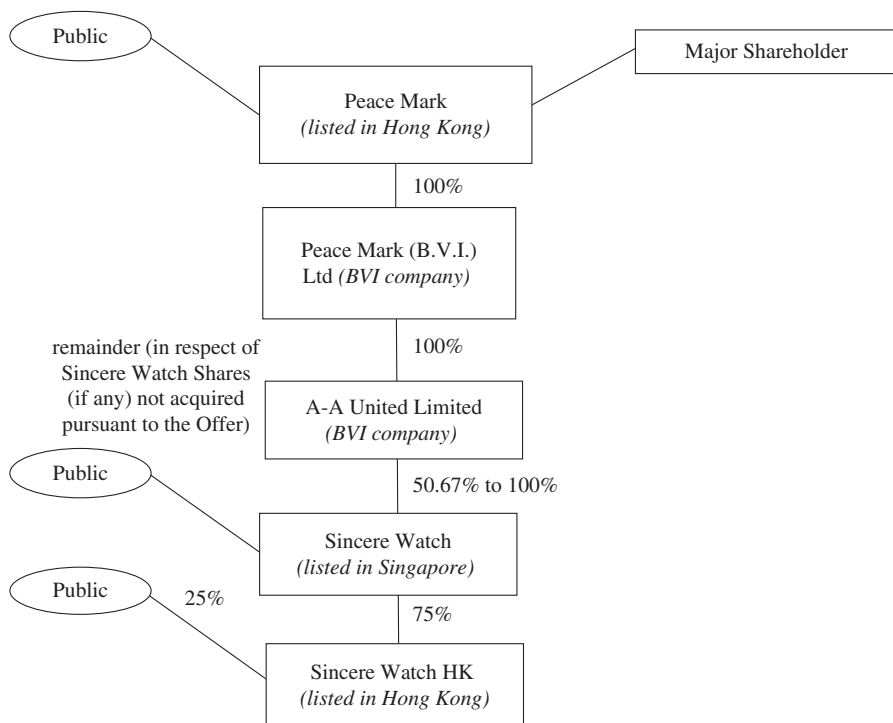 Public
Major Shareholder
Peace Mark
(listed in Hong Kong)
100%
Peace Mark (B.V.I.)
Ltd (BVI company)
100%
remainder (in respect of
Sincere Watch Shares
(if any) not acquired
pursuant to the Offer)
A-A United Limited
(BVI company)
Public
50.67% to 100%
Sincere Watch
(listed in Singapore)
Public
25%
75%
Sincere Watch HK
(listed in Hong Kong)